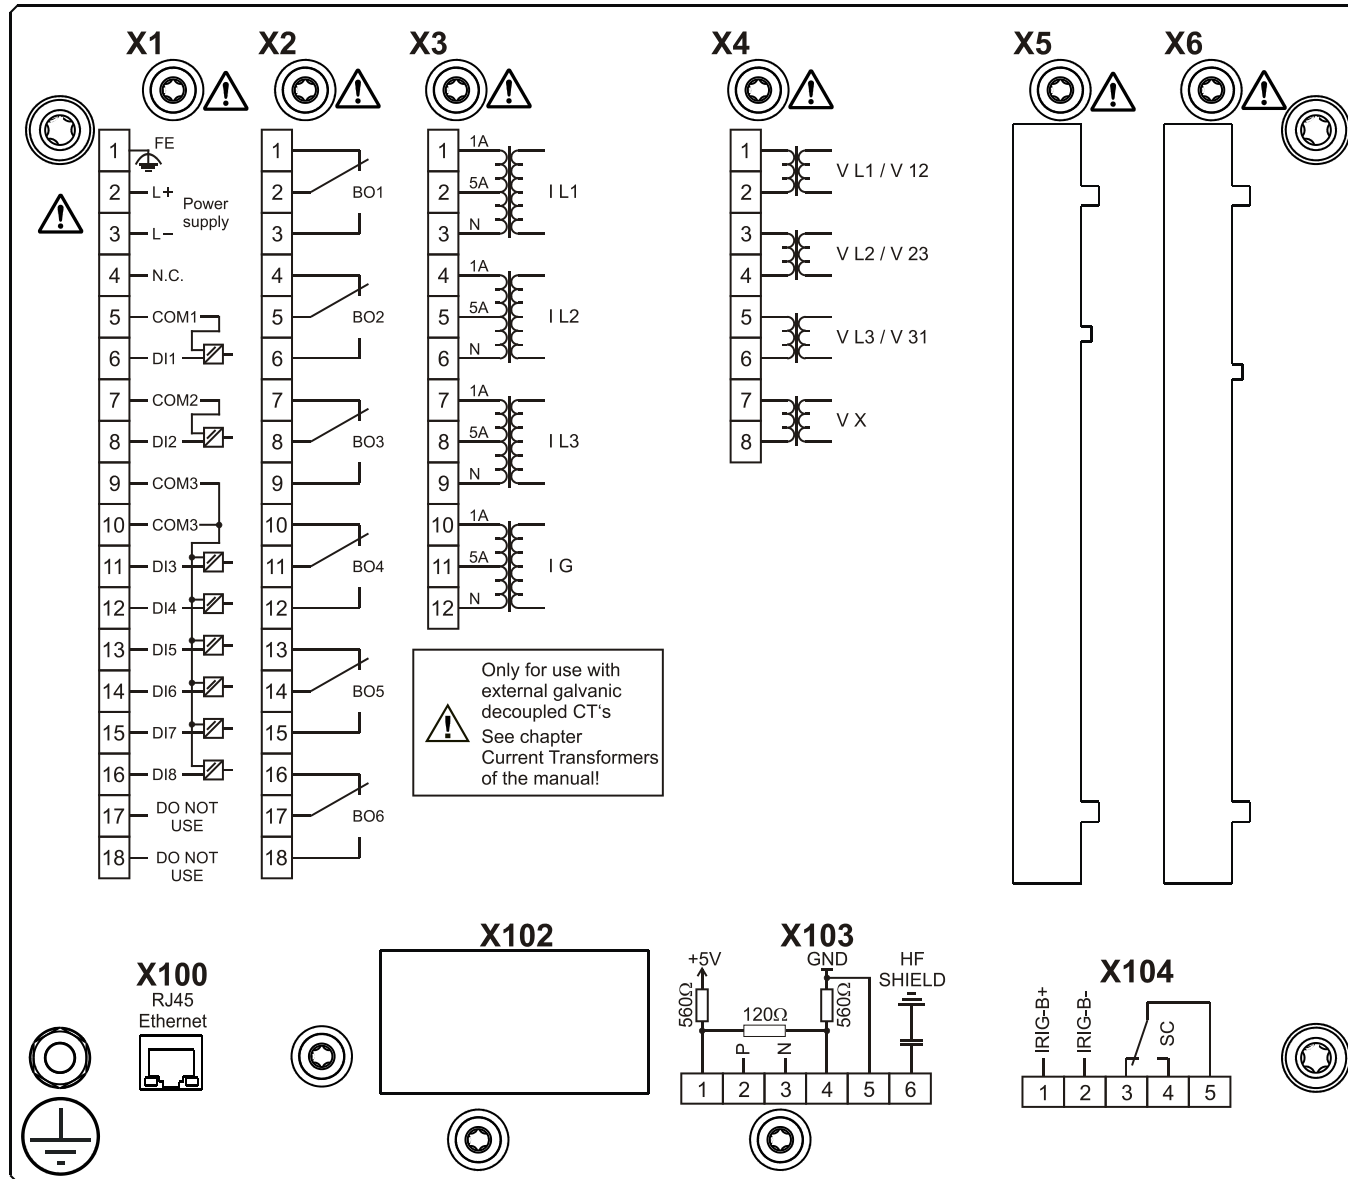 X1
X2
X3
X4
X5
X6
1 FE
2 L+
Power
supply
3 L−
4 N.C.
5 COM1
6 DI1
7 COM2
8 DI2
9 COM3
10 COM3
11 DI3
12 DI4
13 DI5
14 DI6
15 DI7
16 DI8
17 DO NOT
USE
18 DO NOT
USE
1
2 BO1
3
4
5 BO2
6
7
8 BO3
9
10
11 BO4
12
13
14 BO5
15
16
17 BO6
18
1 1A
2 5A I L1
3 N
4 1A
5 5A I L2
6 N
7 1A
8 5A I L3
9 N
10 1A
11 5A I G
12 N
Only for use with
external galvanic
decoupled CT‘s
See chapter
Current Transformers
of the manual!
1
V L1 / V 12
2
3
V L2 / V 23
4
5
V L3 / V 31
6
7
V X
8
X100
RJ45
Ethernet
X102
X103
+5V
GND
HF
SHIELD
560Ω
120Ω
560Ω
P
N
1 2 3 4 5 6
X104
IRIG-B+
IRIG-B-
SC
1 2 3 4 5